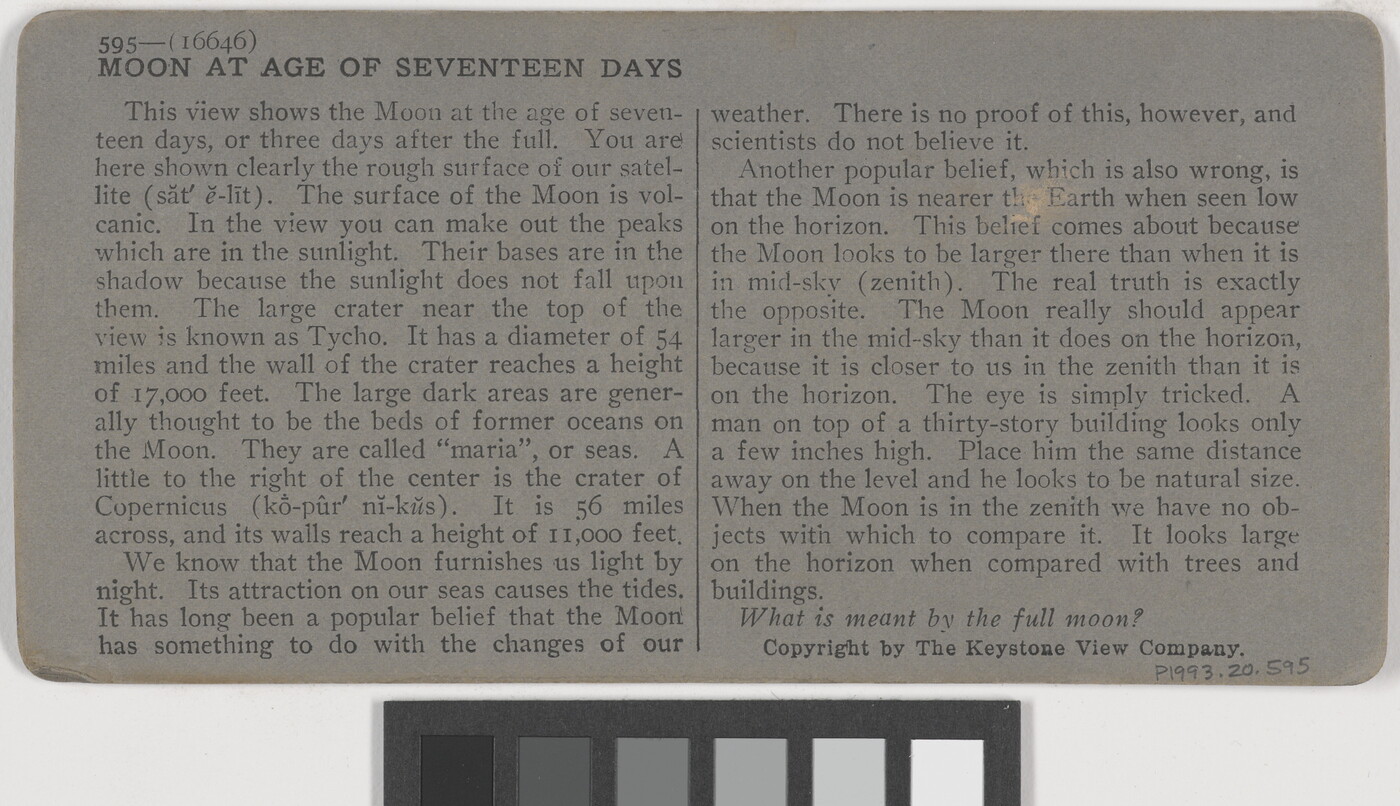 595—(16646)
MOON AT AGE OF SEVENTEEN DAYS
This view shows the Moon at the age of seven-
teen days, or three days after the full. You are
here shown clearly the rough surface of our satel-
lite (săt′ ĕ-līt). The surface of the Moon is vol-
canic. In the view you can make out the peaks
which are in the sunlight. Their bases are in the
shadow because the sunlight does not fall upon
them. The large crater near the top of the
view is known as Tycho. It has a diameter of 54
miles and the wall of the crater reaches a height
of 17,000 feet. The large dark areas are gener-
ally thought to be the beds of former oceans on
the Moon. They are called “maria”, or seas. A
little to the right of the center is the crater of
Copernicus (kō̇-pûr′ nĭ-kŭs). It is 56 miles
across, and its walls reach a height of 11,000 feet.
We know that the Moon furnishes us light by
night. Its attraction on our seas causes the tides.
It has long been a popular belief that the Moon
has something to do with the changes of our
weather. There is no proof of this, however, and
scientists do not believe it.
Another popular belief, which is also wrong, is
that the Moon is nearer the Earth when seen low
on the horizon. This belief comes about because
the Moon looks to be larger there than when it is
in mid-sky (zenith). The real truth is exactly
the opposite. The Moon really should appear
larger in the mid-sky than it does on the horizon,
because it is closer to us in the zenith than it is
on the horizon. The eye is simply tricked. A
man on top of a thirty-story building looks only
a few inches high. Place him the same distance
away on the level and he looks to be natural size.
When the Moon is in the zenith we have no ob-
jects with which to compare it. It looks large
on the horizon when compared with trees and
buildings.
What is meant by the full moon?
Copyright by The Keystone View Company.
P1993.20.595